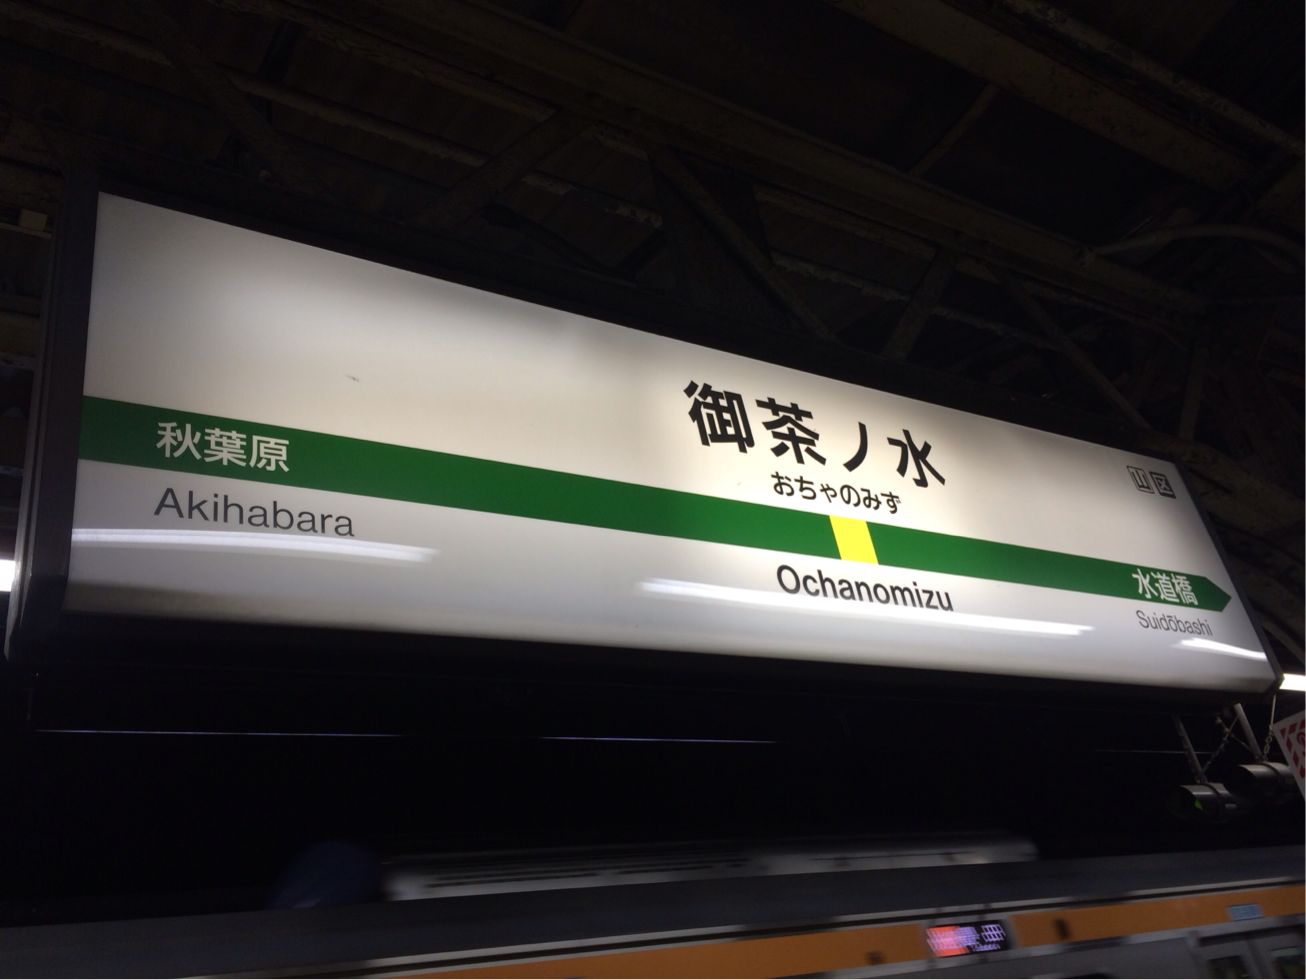 御茶ノ水
山区
おちゃのみず
秋葉原
水道橋
Akihabara
Ochanomizu
Suidōbashi